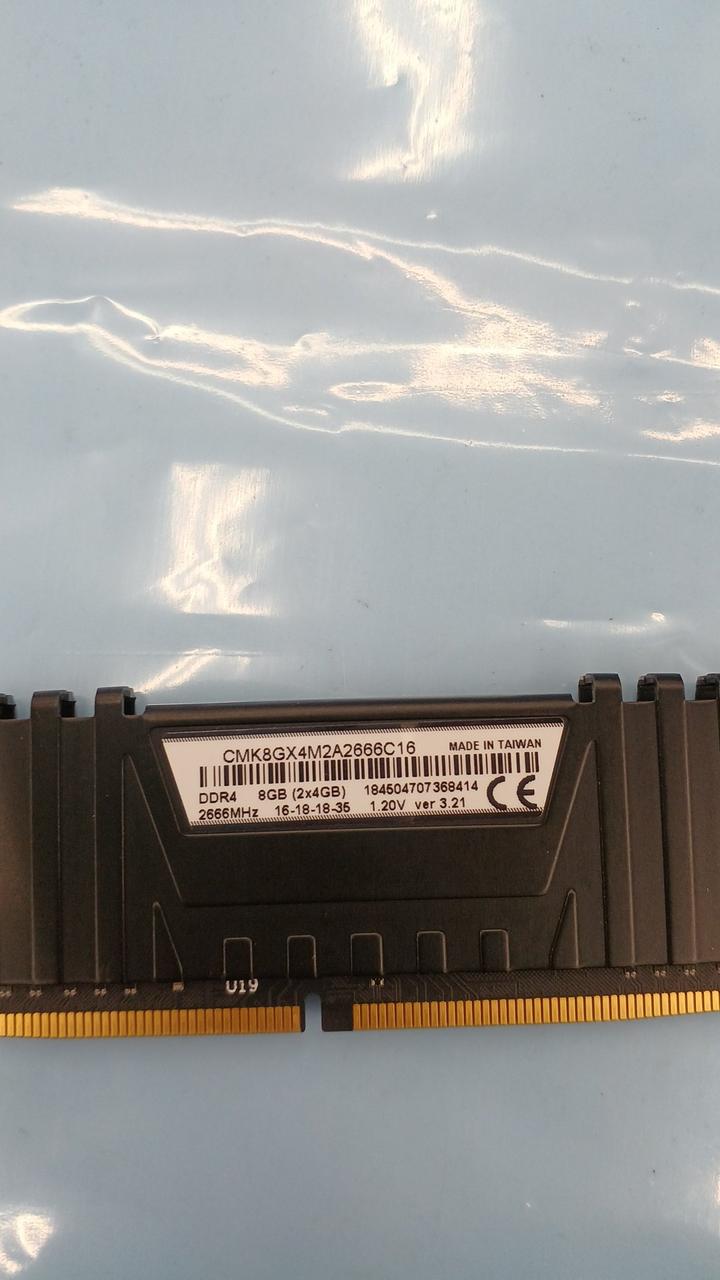 CMK8GX4M2A2666C16 MADE IN TAIWAN
DDR4 8GB (2x4GB) 184504707368414
2666MHz 16-18-18-35 1.20V ver 3.21 CE
U19